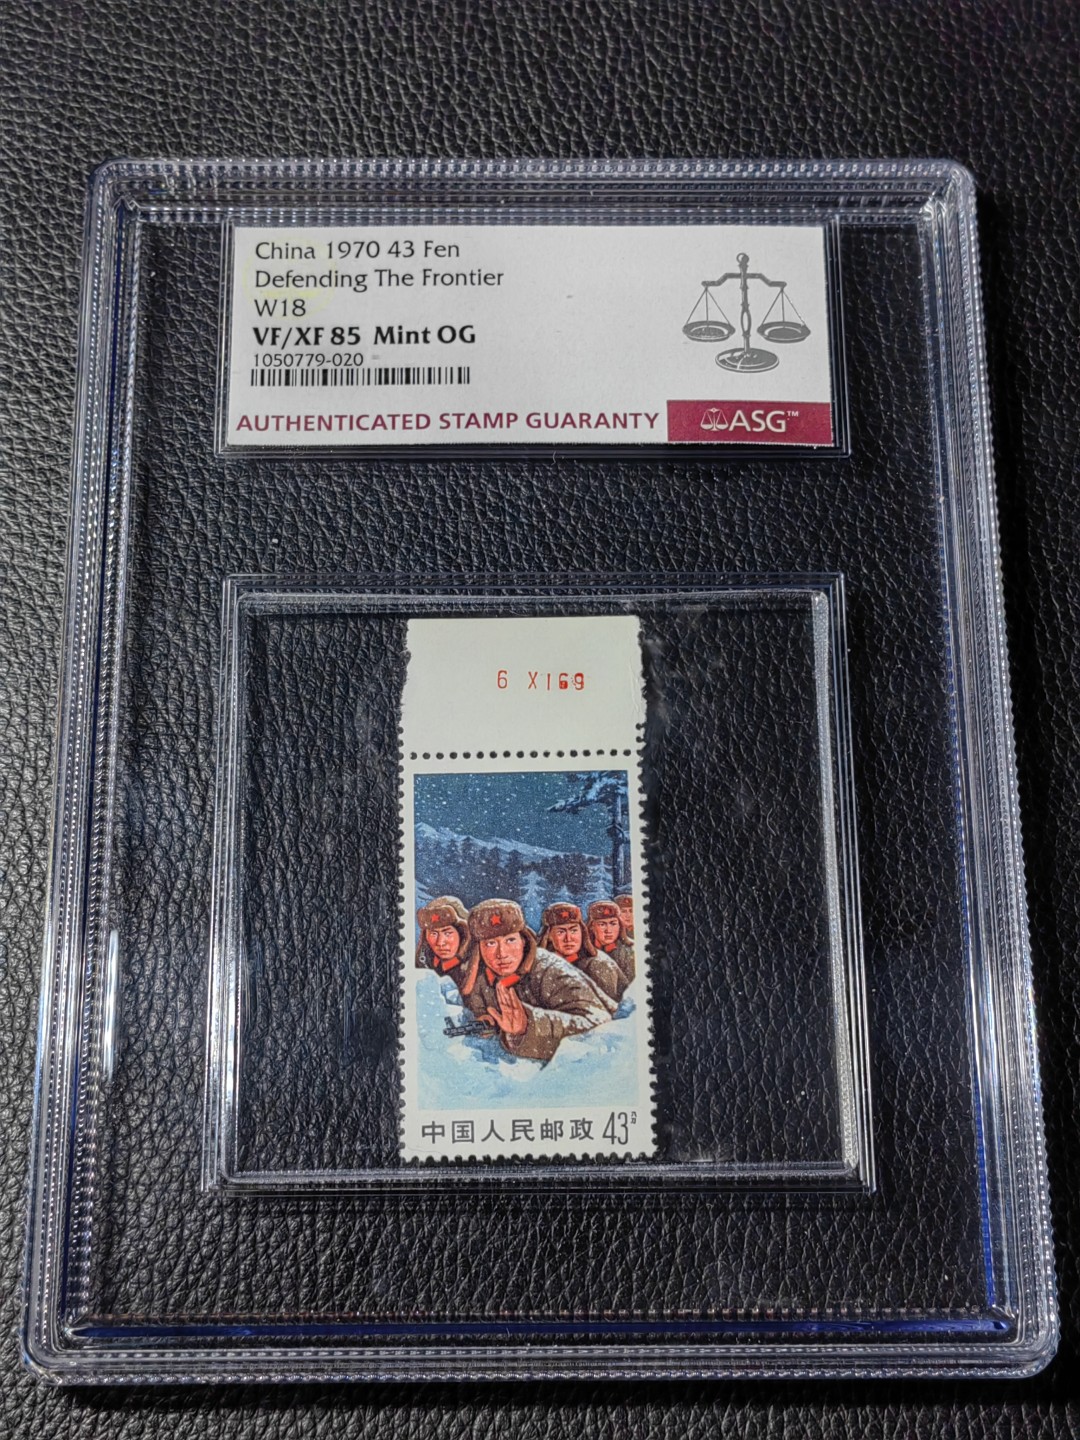 China 1970 43 Fen
Defending The Frontier
W18
VF/XF 85 Mint OG
1050779-020
AUTHENTICATED STAMP GUARANTY
ASG™
6 X169
中国人民邮政 43分